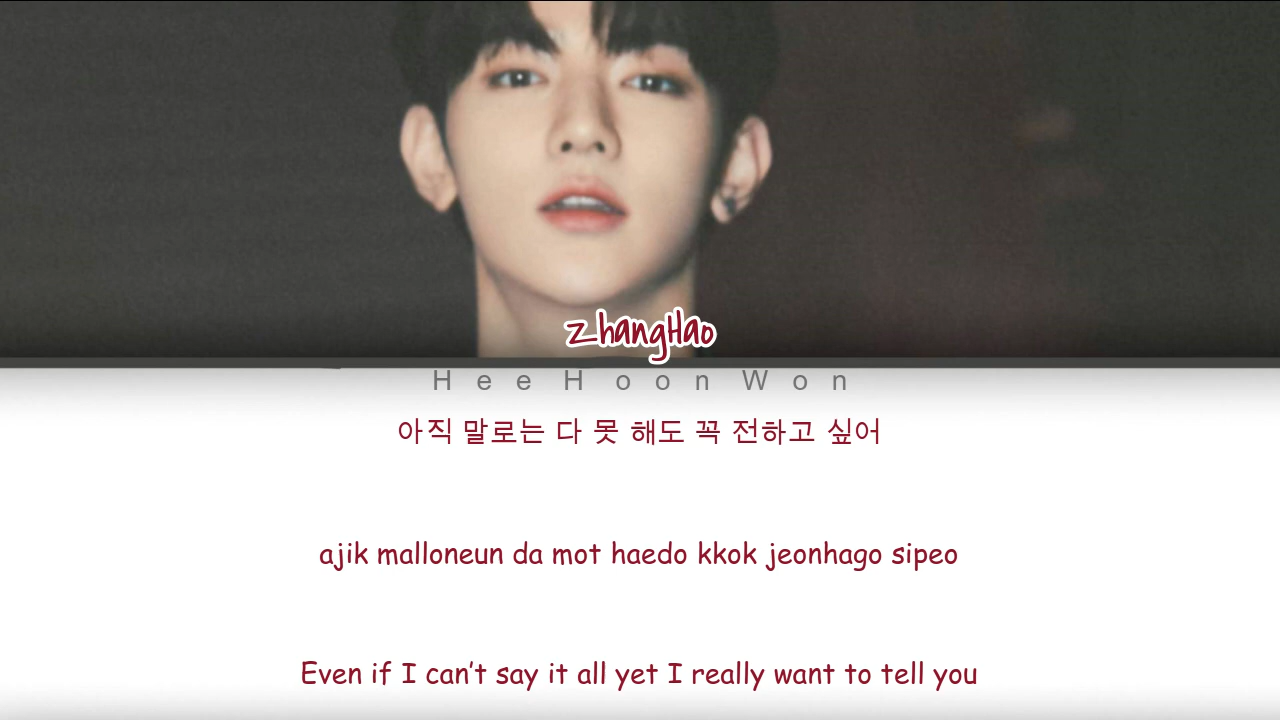 ZhangHao
HeeHoonWon
아직 말로는 다 못 해도 꼭 전하고 싶어
ajik malloneun da mot haedo kkok jeonhago sipeo
Even if I can't say it all yet I really want to tell you